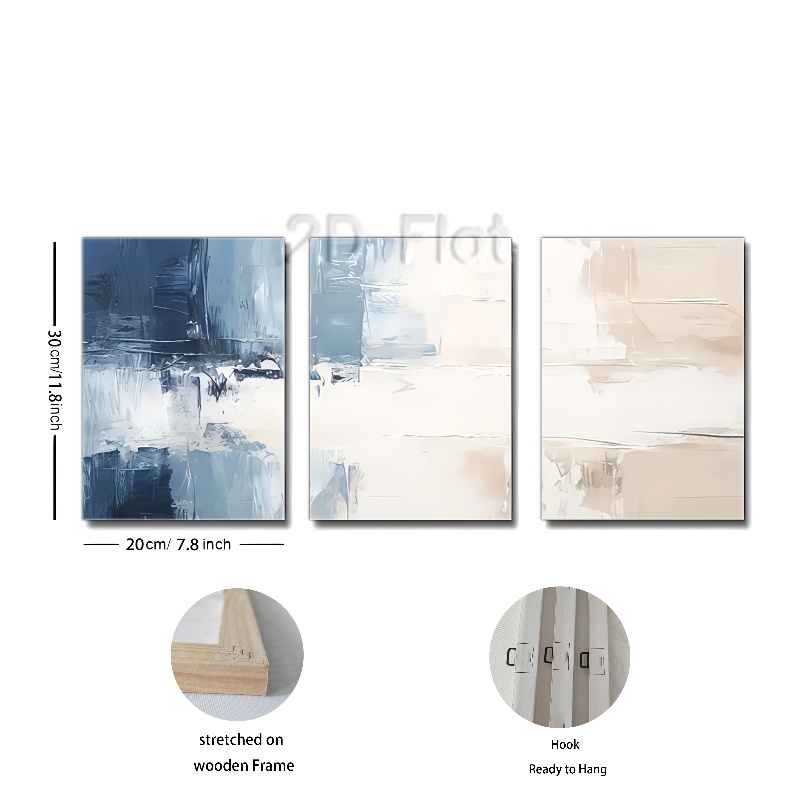 2D Flat
30cm/11.8inch
20cm/ 7.8 inch
stretched on
wooden Frame
Hook
Ready to Hang